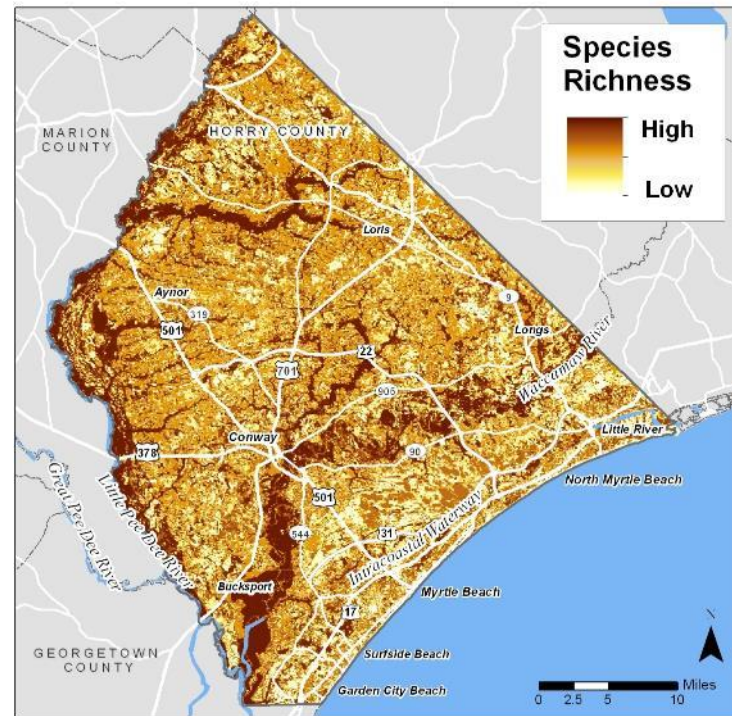 Species
Richness
High
Low
MARION
COUNTY
HORRY COUNTY
Loris
Aynor
319
501
9
Longs
22
701
905
Waccamaw River
Conway
378
90
Little River
501
North Myrtle Beach
Great Pee Dee River
Little Pee Dee River
544
31
Intracoastal Waterway
Bucksport
Myrtle Beach
17
N
GEORGETOWN
COUNTY
Surfside Beach
Garden City Beach
Miles
0 2.5 5 10